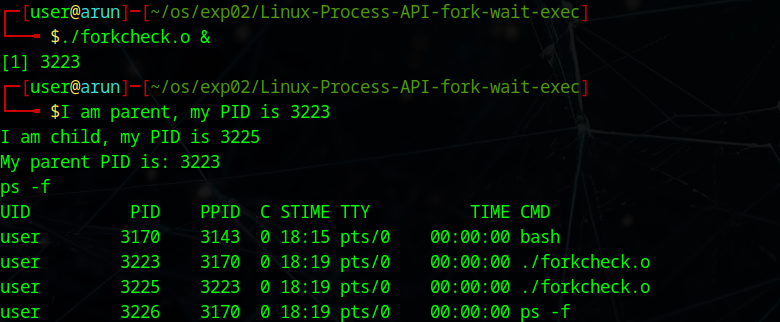 ┌─[user@arun]─[~/os/exp02/Linux-Process-API-fork-wait-exec]
└──╼ $./forkcheck.o &
[1] 3223
┌─[user@arun]─[~/os/exp02/Linux-Process-API-fork-wait-exec]
└──╼ $I am parent, my PID is 3223
I am child, my PID is 3225
My parent PID is: 3223
ps -f
UID          PID    PPID  C STIME TTY          TIME CMD
user        3170    3143  0 18:15 pts/0    00:00:00 bash
user        3223    3170  0 18:19 pts/0    00:00:00 ./forkcheck.o
user        3225    3223  0 18:19 pts/0    00:00:00 ./forkcheck.o
user        3226    3170  0 18:19 pts/0    00:00:00 ps -f